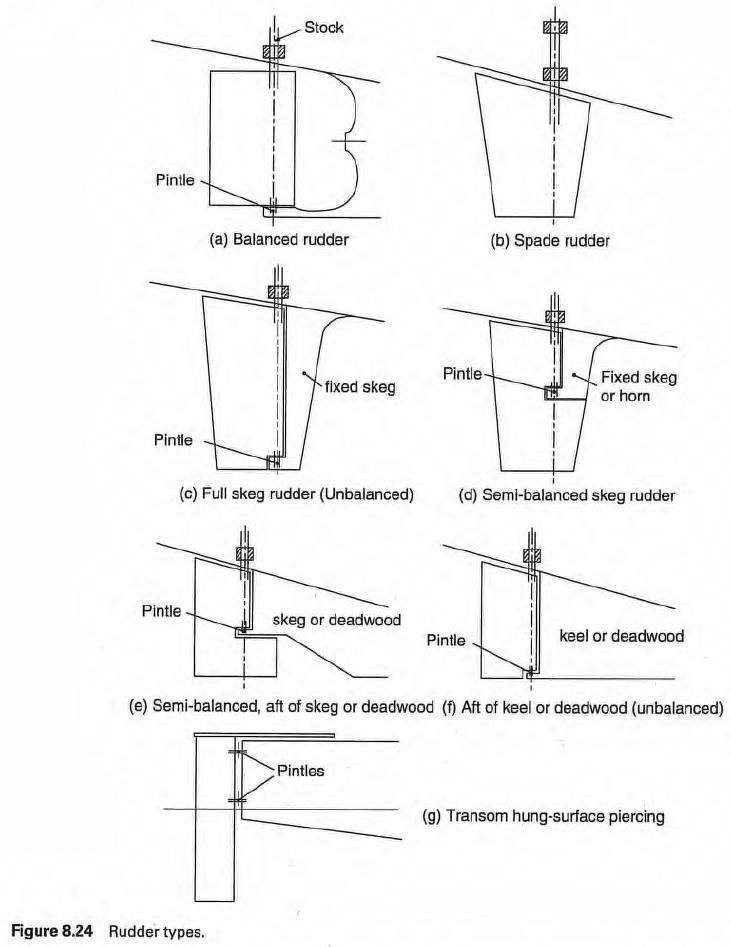 Stock
Pintle
(a) Balanced rudder
(b) Spade rudder
fixed skeg
Pintle
(c) Full skeg rudder (Unbalanced)
Pintle
Fixed skeg
or horn
(d) Semi-balanced skeg rudder
Pintle
skeg or deadwood
(e) Semi-balanced, aft of skeg or deadwood
Pintle
keel or deadwood
(f) Aft of keel or deadwood (unbalanced)
Pintles
(g) Transom hung-surface piercing
Figure 8.24 Rudder types.